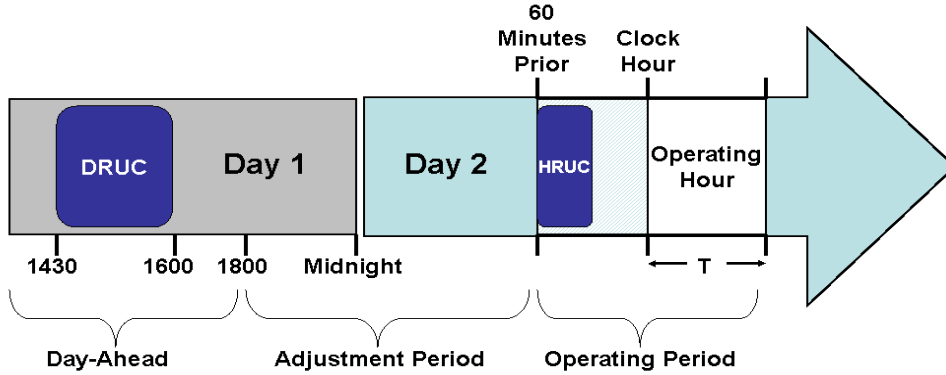 60
Minutes
Prior
Clock
Hour
DRUC
Day 1
Day 2
HRUC
Operating
Hour
1430
1600
1800
Midnight
T
Day-Ahead
Adjustment Period
Operating Period